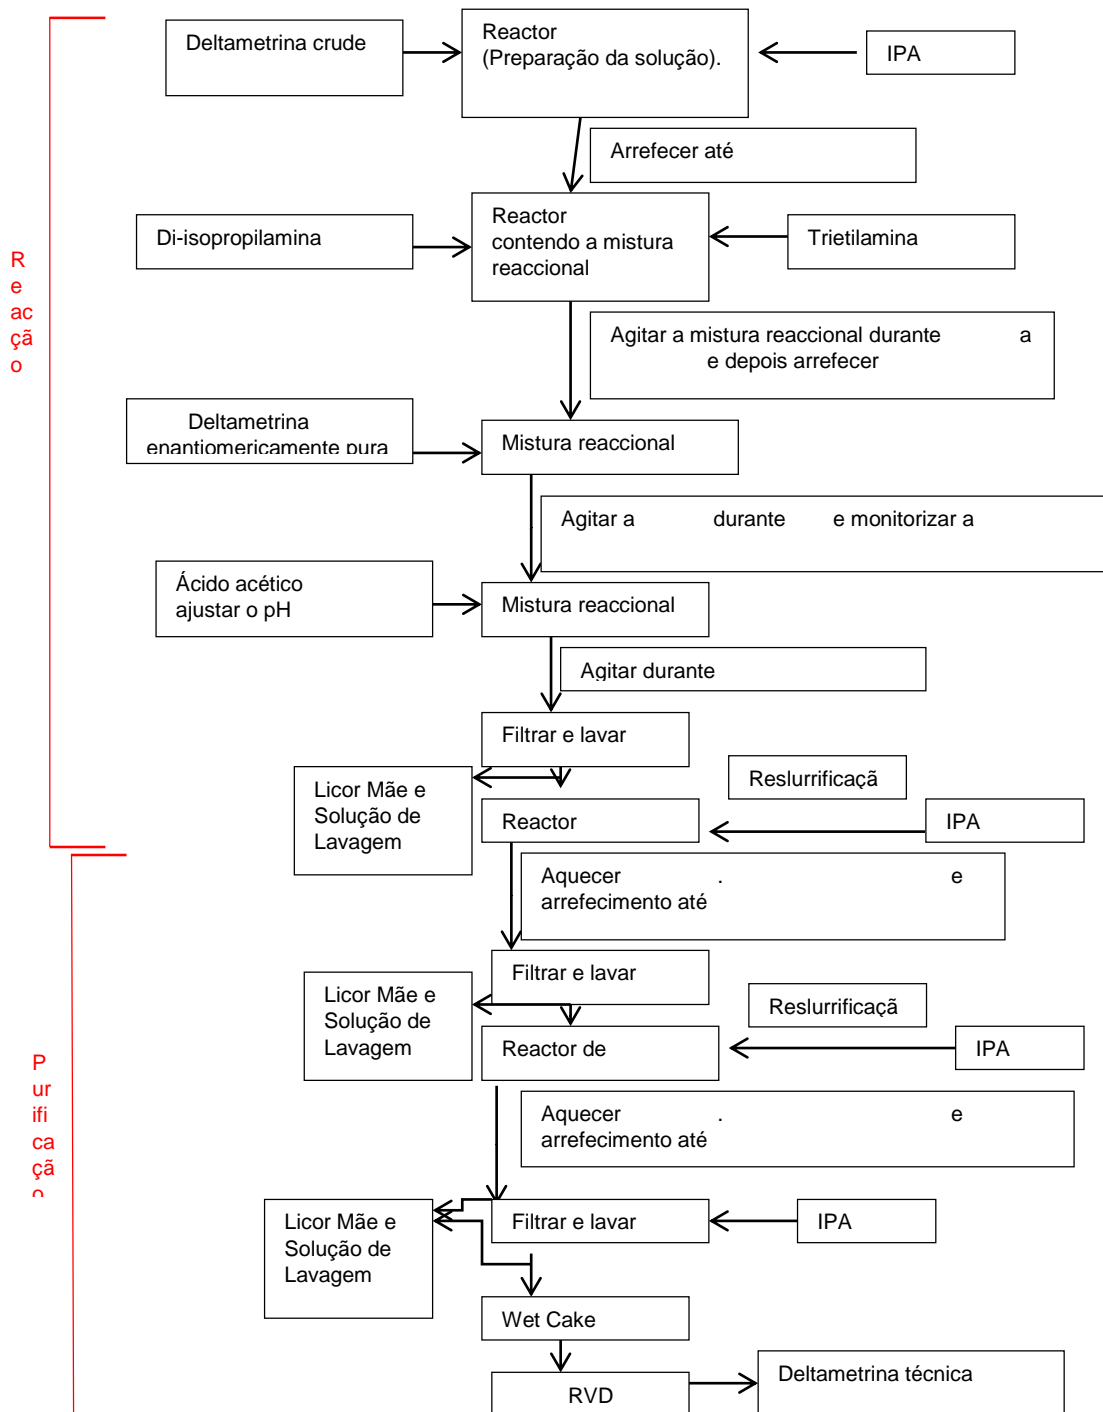 Deltametrina crude
Reactor
(Preparação da solução).
IPA
Arrefecer até
Di-isopropilamina
Reactor
contendo a mistura
reaccional
Trietilamina
R
e
ac
çã
o
Agitar a mistura reaccional durante a
e depois arrefecer
Deltametrina
enantiomericamente pura
Mistura reaccional
Agitar a durante e monitorizar a
Ácido acético
ajustar o pH
Mistura reaccional
Agitar durante
Filtrar e lavar
Licor Mãe e
Solução de
Lavagem
Reslurrificaçã
Reactor
IPA
Aquecer . e
arrefecimento até
Filtrar e lavar
Licor Mãe e
Solução de
Lavagem
Reslurrificaçã
Reactor de
IPA
P
ur
ifi
ca
çã
o
Aquecer . e
arrefecimento até
Licor Mãe e
Solução de
Lavagem
Filtrar e lavar
IPA
Wet Cake
RVD
Deltametrina técnica